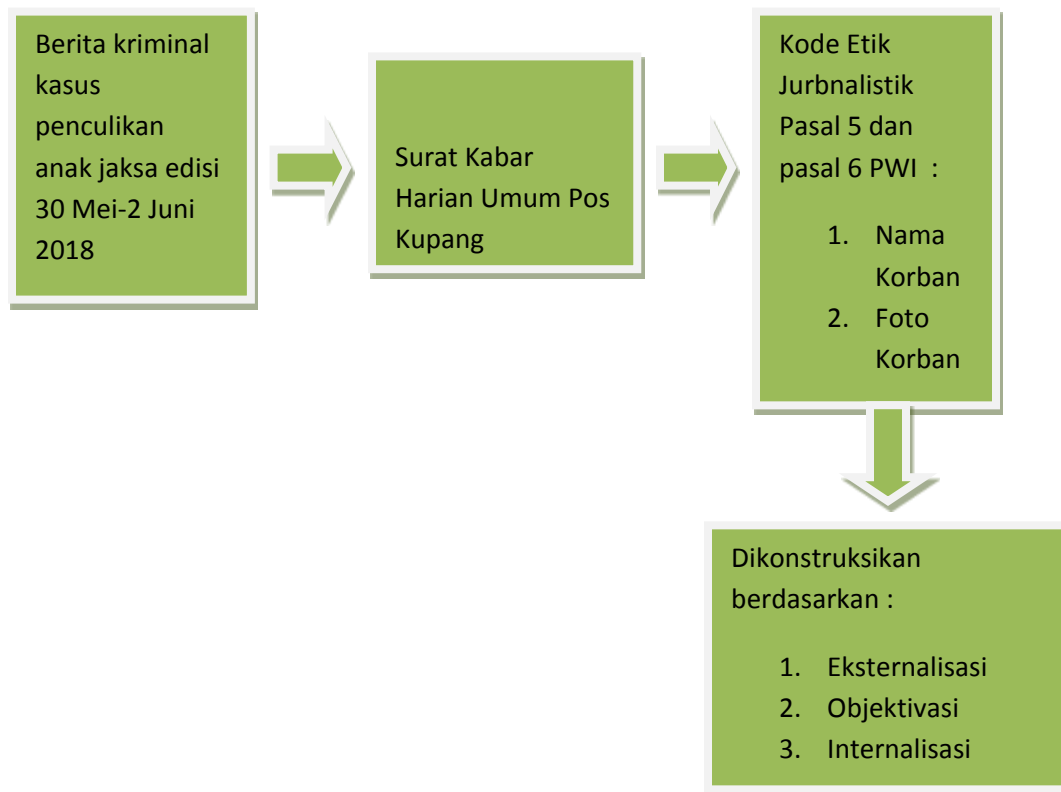 Berita kriminal
kasus
penculikan
anak jaksa edisi
30 Mei-2 Juni
2018
Surat Kabar
Harian Umum Pos
Kupang
Kode Etik
Jurbnalistik
Pasal 5 dan
pasal 6 PWI :
1. Nama
Korban
2. Foto
Korban
Dikonstruksikan
berdasarkan :
1. Eksternalisasi
2. Objektivasi
3. Internalisasi